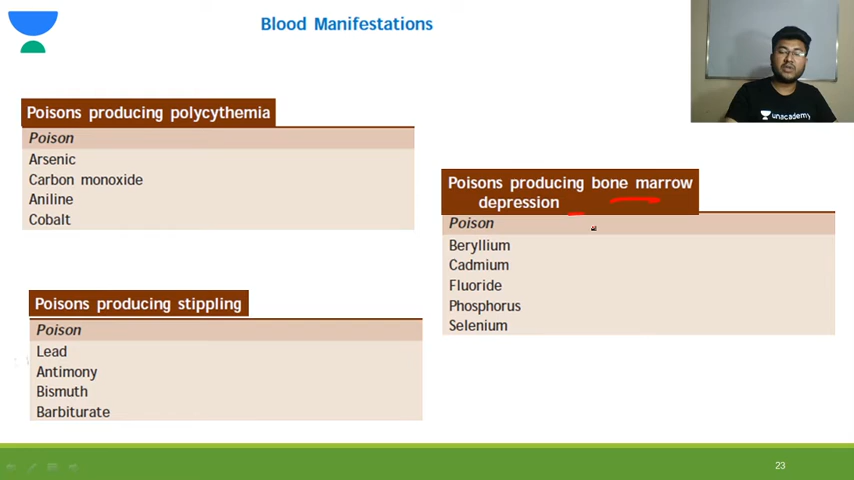 Blood Manifestations
unacademy
Poisons producing polycythemia
Poison
Arsenic
Carbon monoxide
Aniline
Cobalt
Poisons producing bone marrow
depression
Poison
Beryllium
Cadmium
Fluoride
Phosphorus
Selenium
Poisons producing stippling
Poison
Lead
Antimony
Bismuth
Barbiturate
23